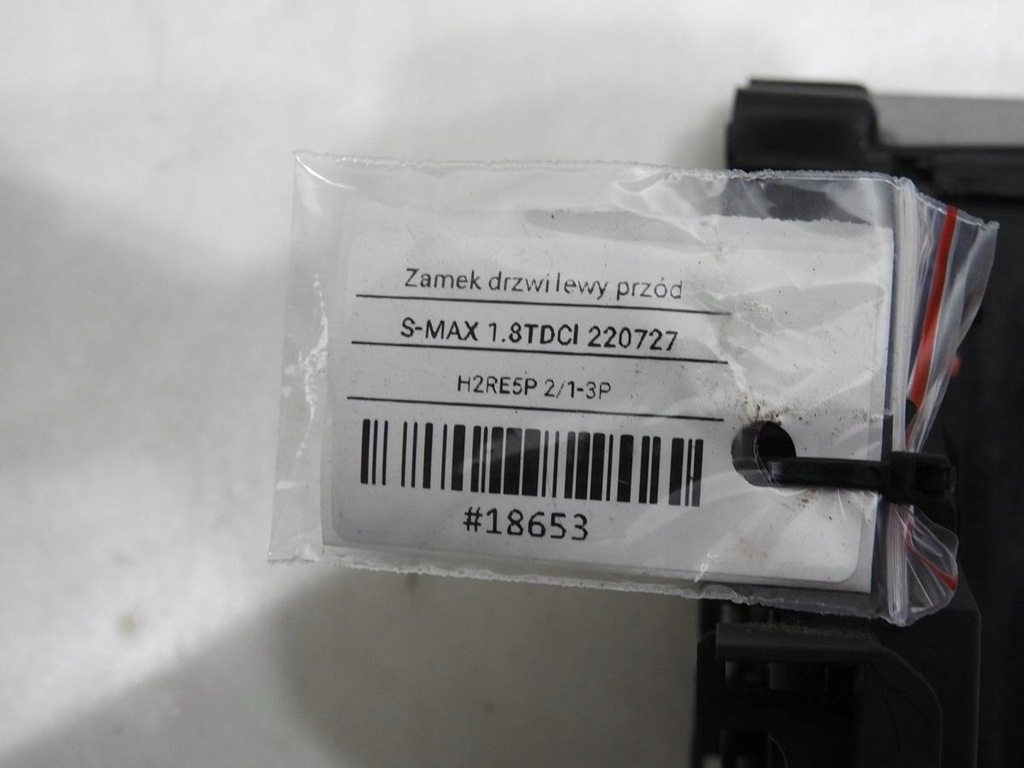 Zamek drzwi lewy przód
S-MAX 1.8TDCI 220727
H2RE5P 2/1-3P
#18653